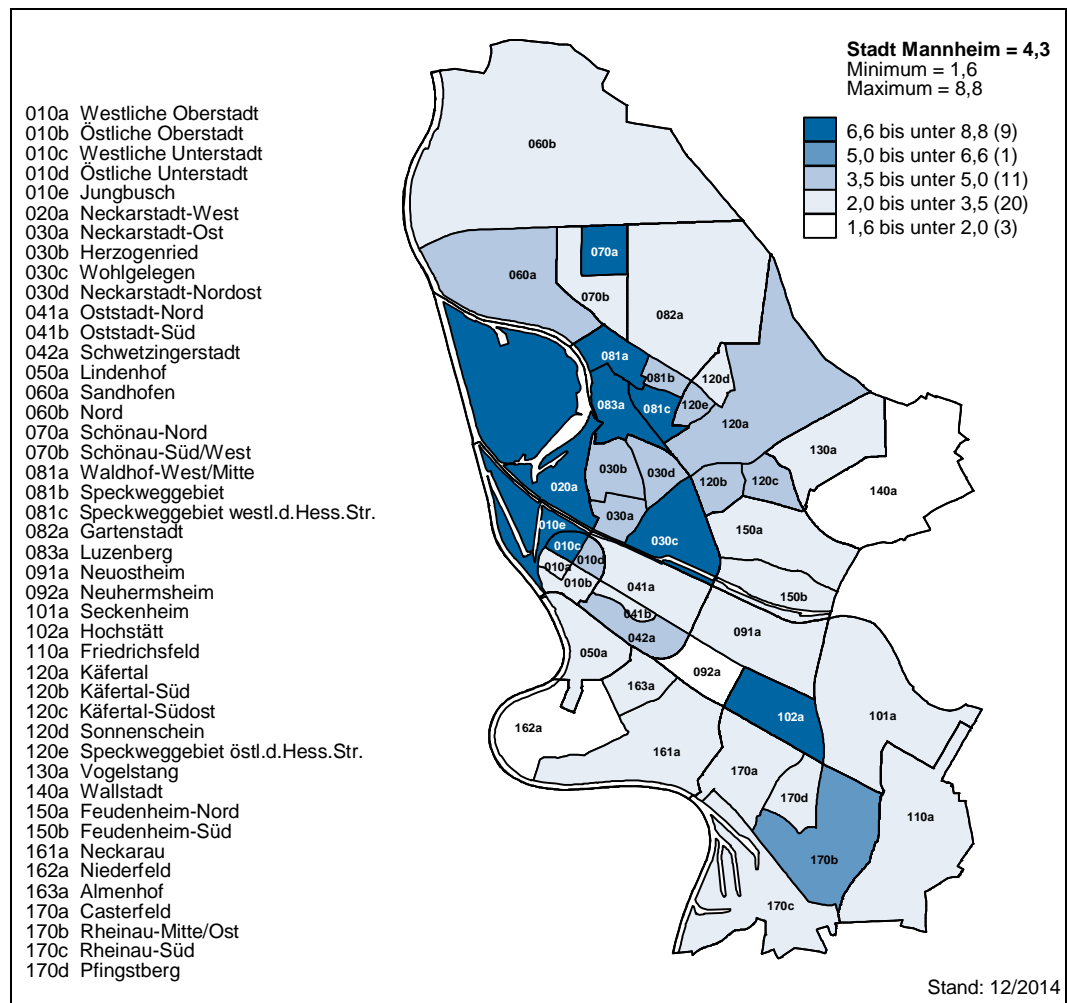 Stadt Mannheim = 4,3
Minimum = 1,6
Maximum = 8,8
6,6 bis unter 8,8 (9)
5,0 bis unter 6,6 (1)
3,5 bis unter 5,0 (11)
2,0 bis unter 3,5 (20)
1,6 bis unter 2,0 (3)
010a Westliche Oberstadt
010b Östliche Oberstadt
010c Westliche Unterstadt
010d Östliche Unterstadt
010e Jungbusch
020a Neckarstadt-West
030a Neckarstadt-Ost
030b Herzogenried
030c Wohlgelegen
030d Neckarstadt-Nordost
041a Oststadt-Nord
041b Oststadt-Süd
042a Schwetzingerstadt
050a Lindenhof
060a Sandhofen
060b Nord
070a Schönau-Nord
070b Schönau-Süd/West
081a Waldhof-West/Mitte
081b Speckweggebiet
081c Speckweggebiet westl.d.Hess.Str.
082a Gartenstadt
083a Luzenberg
091a Neuostheim
092a Neuhermsheim
101a Seckenheim
102a Hochstätt
110a Friedrichsfeld
120a Käfertal
120b Käfertal-Süd
120c Käfertal-Südost
120d Sonnenschein
120e Speckweggebiet östl.d.Hess.Str.
130a Vogelstang
140a Wallstadt
150a Feudenheim-Nord
150b Feudenheim-Süd
161a Neckarau
162a Niederfeld
163a Almenhof
170a Casterfeld
170b Rheinau-Mitte/Ost
170c Rheinau-Süd
170d Pfingstberg
060b
070a
060a
070b
082a
081a
081b
120d
083a
081c
120e
120a
130a
030b
030d
120b
120c
140a
020a
030a
010e
030c
150a
010c
010d
010a
010b
041a
150b
041b
042a
091a
050a
092a
163a
102a
101a
162a
161a
170a
170d
110a
170b
170c
Stand: 12/2014